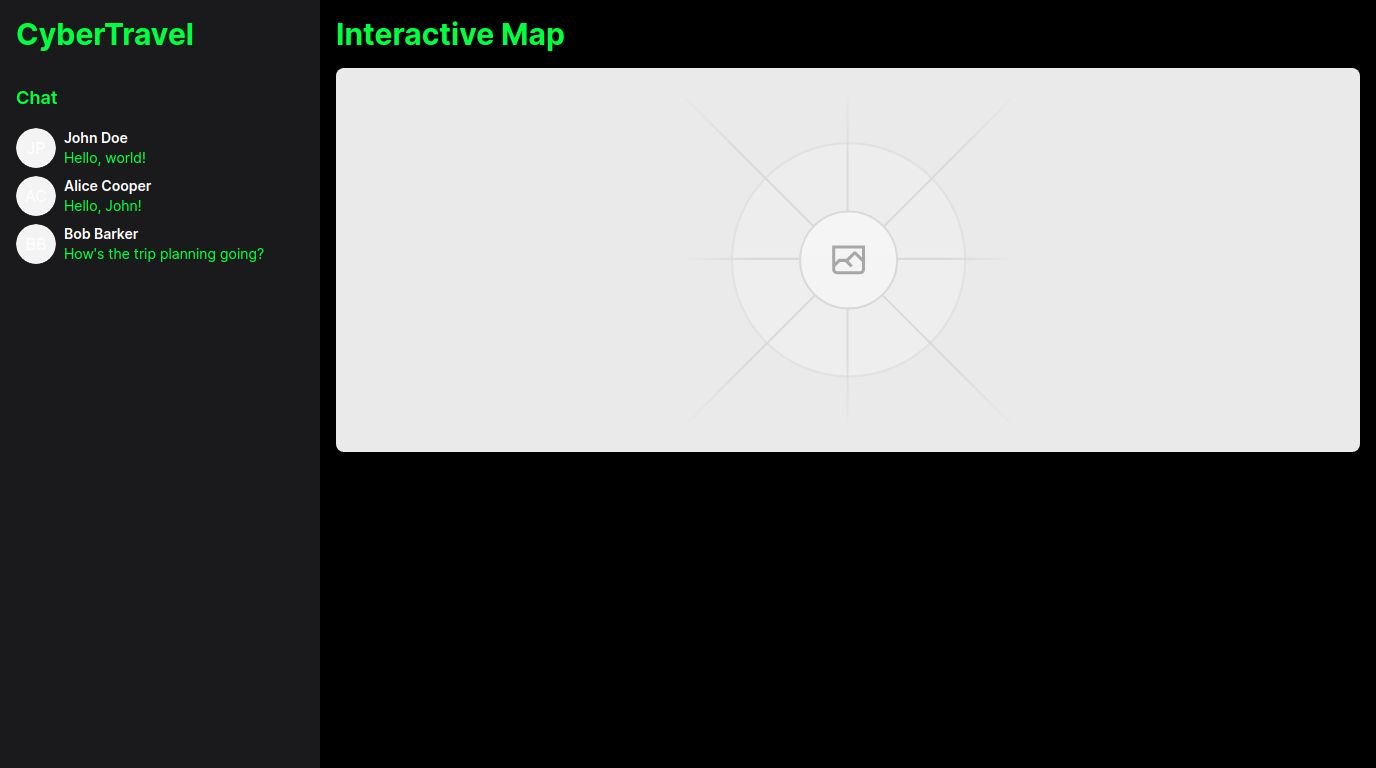 CyberTravel
Chat
JP
John Doe
Hello, world!
AC
Alice Cooper
Hello, John!
BB
Bob Barker
How's the trip planning going?
Interactive Map